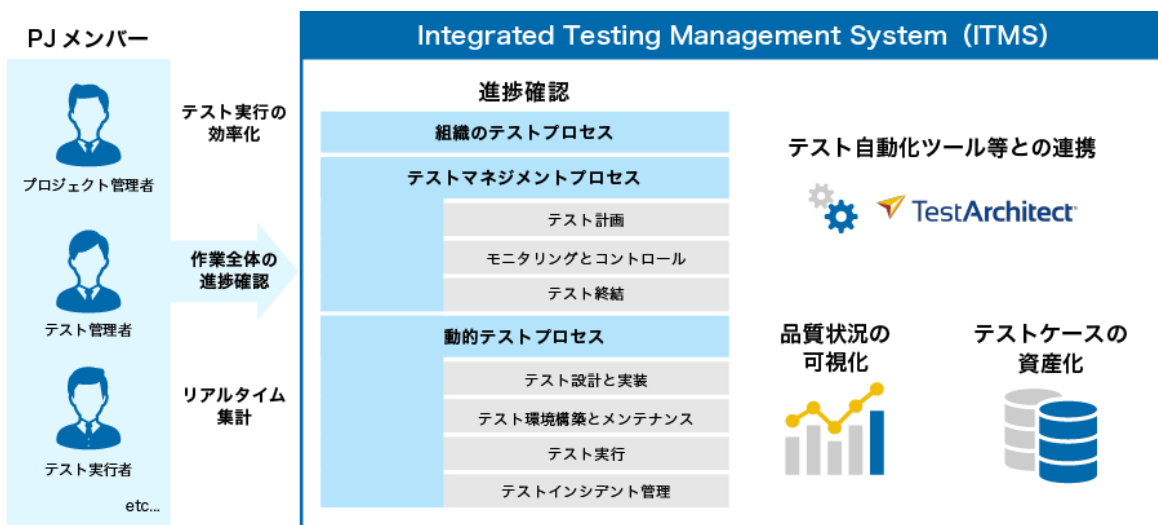 PJメンバー
プロジェクト管理者
テスト管理者
テスト実行者
etc...
テスト実行の
効率化
作業全体の
進捗確認
リアルタイム
集計
Integrated Testing Management System（ITMS）
進捗確認
組織のテストプロセス
テストマネジメントプロセス
テスト計画
モニタリングとコントロール
テスト終結
動的テストプロセス
テスト設計と実装
テスト環境構築とメンテナンス
テスト実行
テストインシデント管理
テスト自動化ツール等との連携
TestArchitect
品質状況の
可視化
テストケースの
資産化